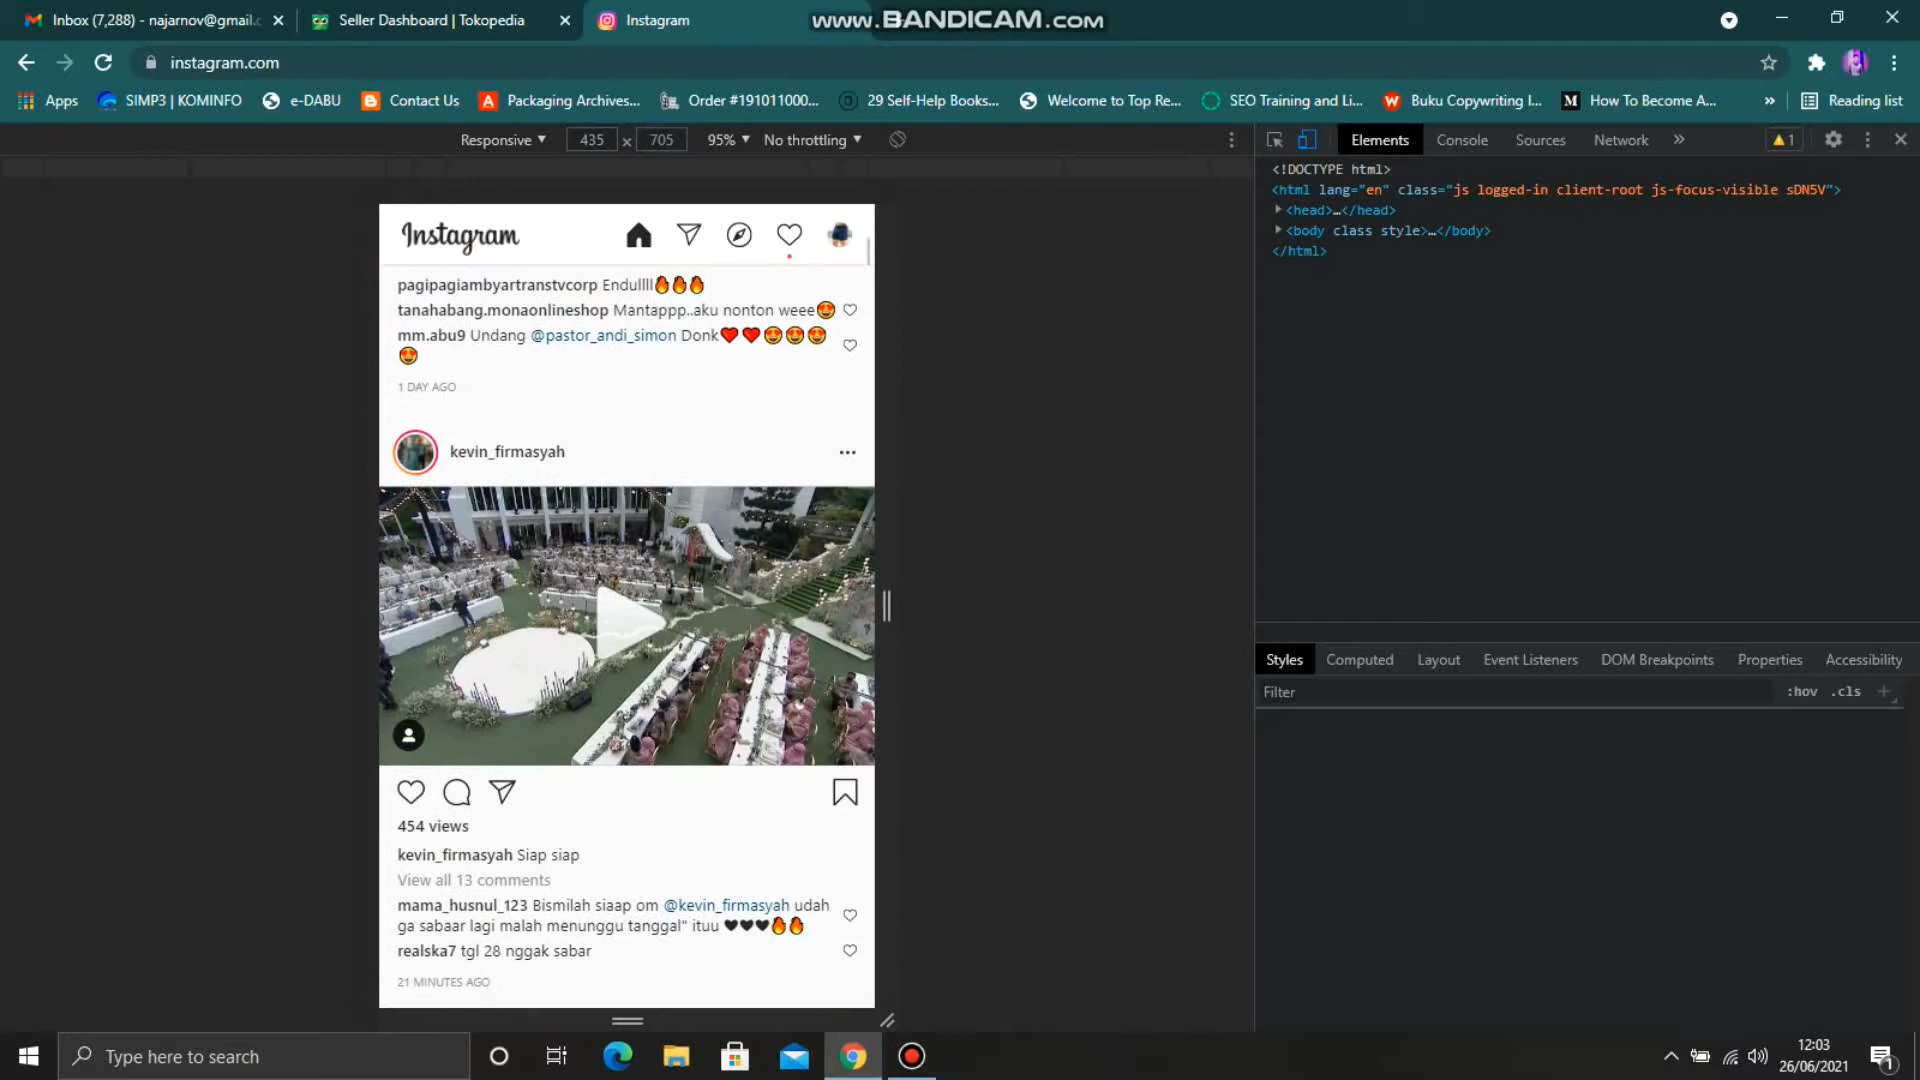 Inbox (7,288) - najarnov@gmail.c
Seller Dashboard | Tokopedia
Instagram
www.BANDICAM.com
instagram.com
Apps
SIMP3 | KOMINFO
e-DABU
Contact Us
Packaging Archives...
Order #191011000...
29 Self-Help Books...
Welcome to Top Re...
SEO Training and Li...
Buku Copywriting I...
How To Become A...
»
Reading list
Responsive
435 x 705
95%
No throttling
Elements
Console
Sources
Network
»
1
<!DOCTYPE html>
<html lang="en" class="js logged-in client-root js-focus-visible sDN5V">
<head>…</head>
<body class style>…</body>
</html>
Instagram
pagipagiambyartranstvcorp Endullll🔥🔥🔥
tanahabang.monaonlineshop Mantappp..aku nonton weee😍
mm.abu9 Undang @pastor_andi_simon Donk❤❤😍😍😍
😍
1 DAY AGO
kevin_firmasyah
454 views
kevin_firmasyah Siap siap
View all 13 comments
mama_husnul_123 Bismilah siaap om @kevin_firmasyah udah
ga sabaar lagi malah menunggu tanggal" ituu 🖤🖤🖤🔥🔥
realska7 tgl 28 nggak sabar
21 MINUTES AGO
Styles
Computed
Layout
Event Listeners
DOM Breakpoints
Properties
Accessibility
Filter
:hov .cls +
Type here to search
12:03
26/06/2021
1